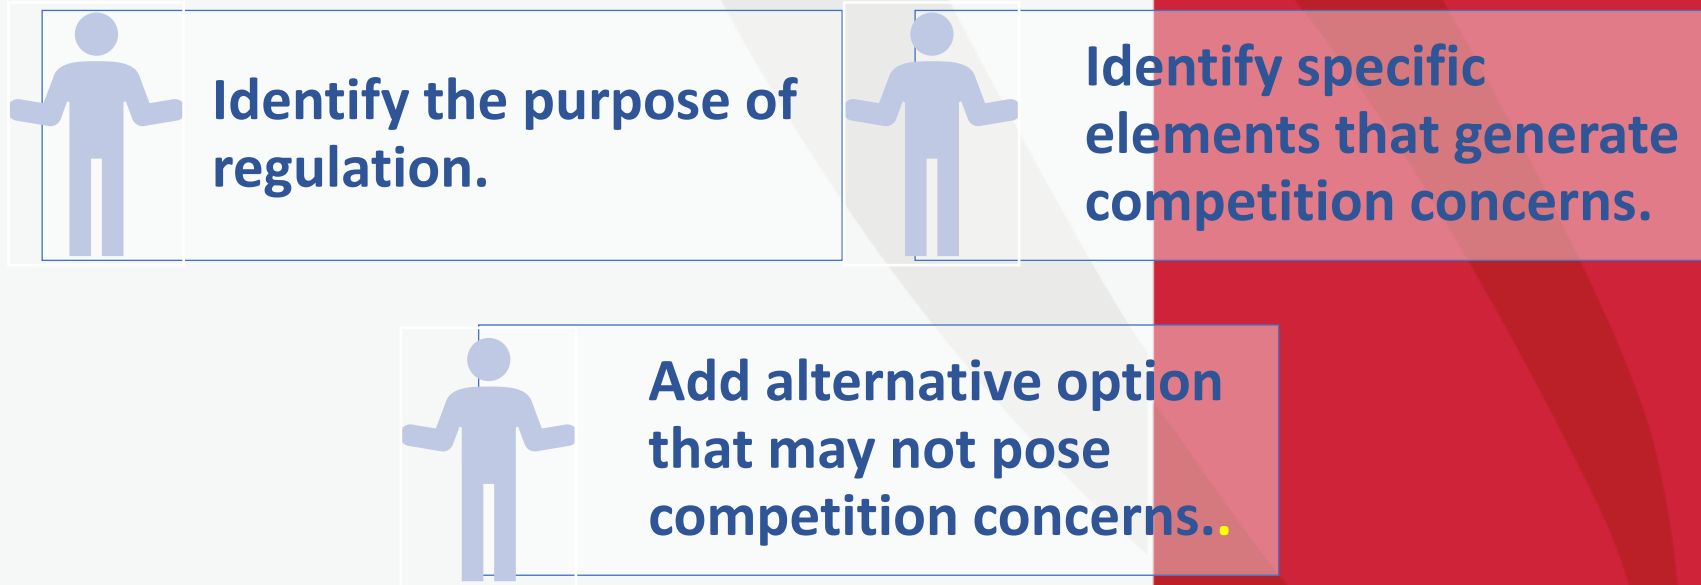 Identify the purpose of
regulation.
Identify specific
elements that generate
competition concerns.
Add alternative option
that may not pose
competition concerns..